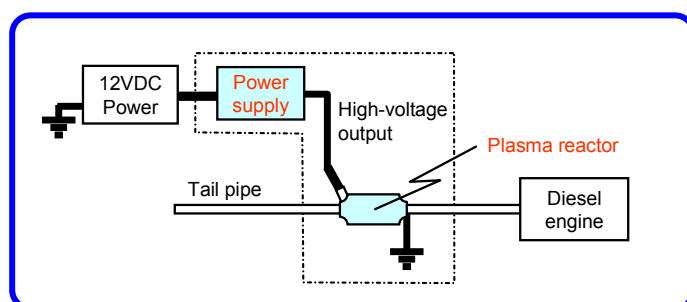 12VDC
Power
Power
supply
High-voltage
output
Plasma reactor
Tail pipe
Diesel
engine